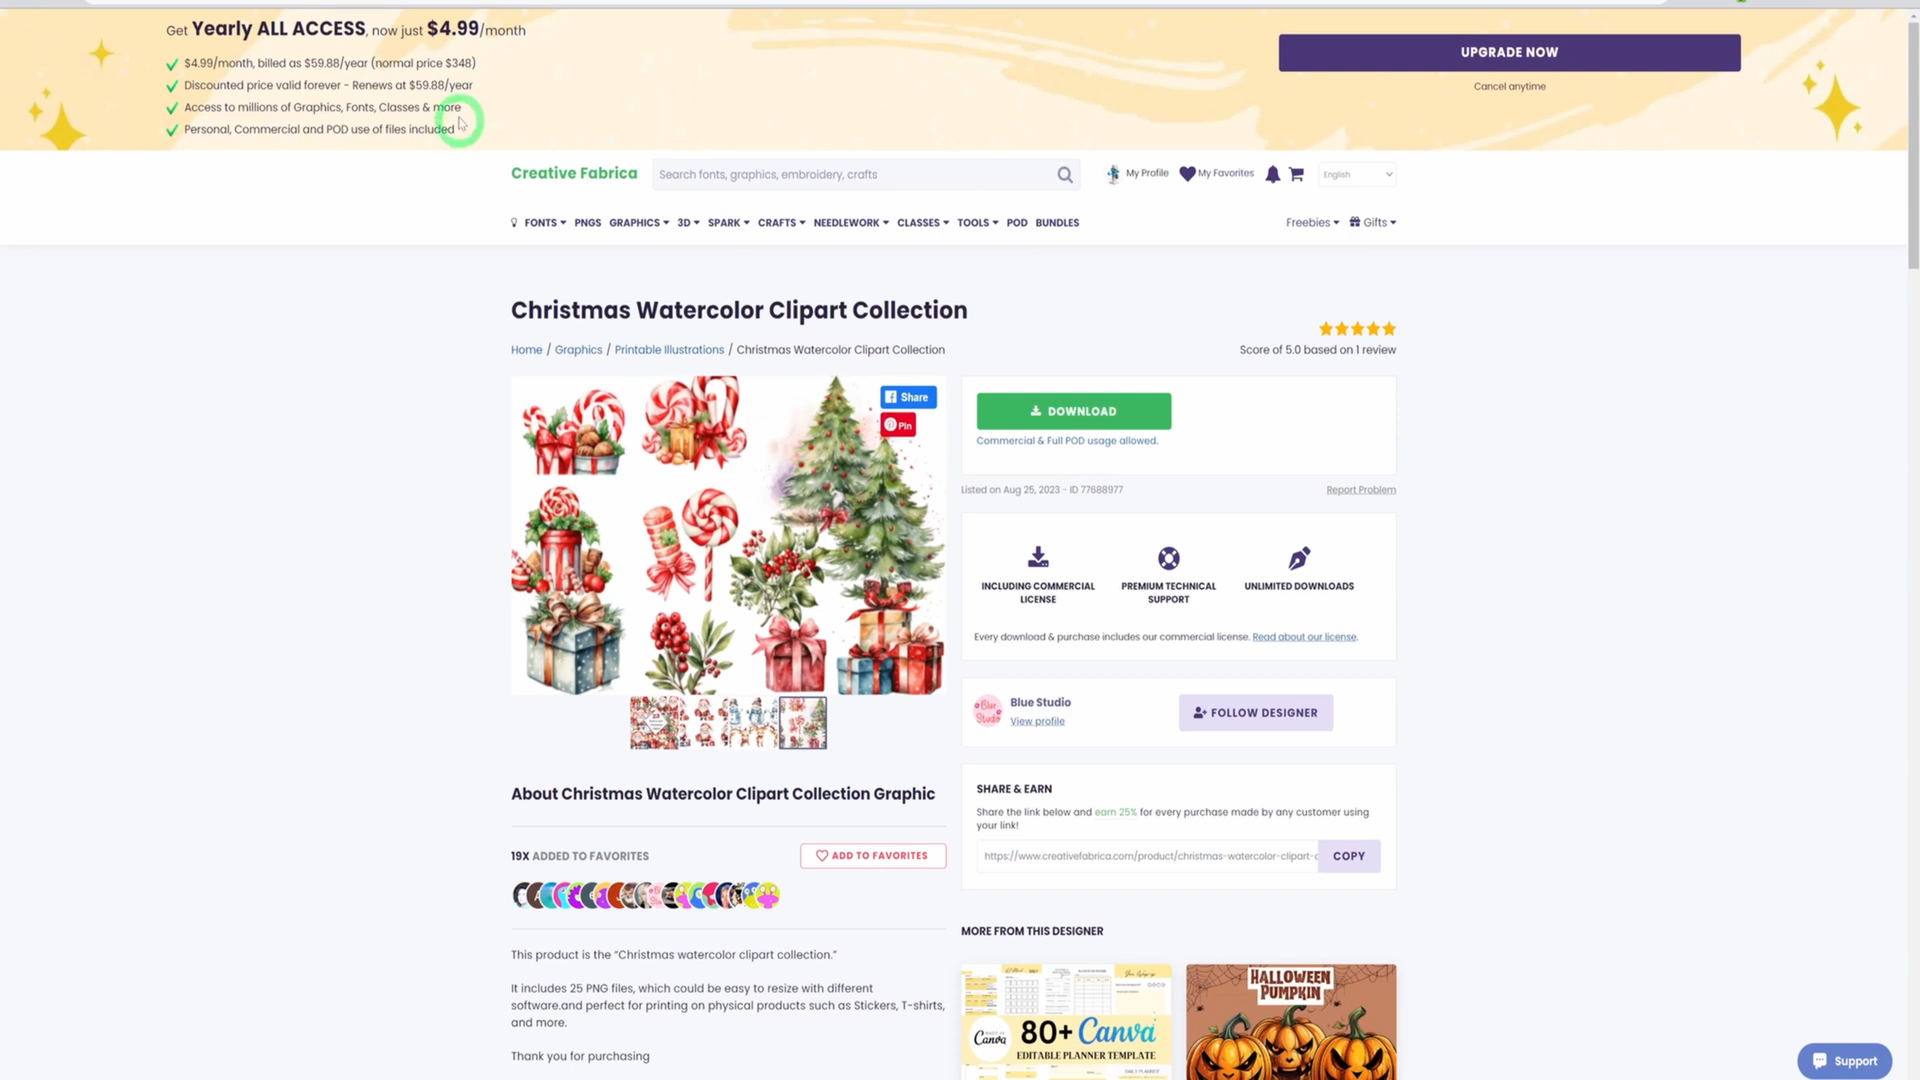 Get Yearly ALL ACCESS, now just $4.99/month
$4.99/month, billed as $59.88/year (normal price $348)
Discounted price valid forever - Renews at $59.88/year
Access to millions of Graphics, Fonts, Classes & more
Personal, Commercial and POD use of files included
UPGRADE NOW
Cancel anytime
Creative Fabrica
Search fonts, graphics, embroidery, crafts
My Profile
My Favorites
English
FONTS PNGS GRAPHICS 3D SPARK CRAFTS NEEDLEWORK CLASSES TOOLS POD BUNDLES
Freebies Gifts
Christmas Watercolor Clipart Collection
Home / Graphics / Printable Illustrations / Christmas Watercolor Clipart Collection
Score of 5.0 based on 1 review
Share
Pin
DOWNLOAD
Commercial & Full POD usage allowed.
Listed on Aug 25, 2023 - ID 77688977
Report Problem
INCLUDING COMMERCIAL
LICENSE
PREMIUM TECHNICAL
SUPPORT
UNLIMITED DOWNLOADS
Every download & purchase includes our commercial license. Read about our license.
Blue
Studio
Blue Studio
View profile
FOLLOW DESIGNER
SHARE & EARN
Share the link below and earn 25% for every purchase made by any customer using
your link!
https://www.creativefabrica.com/product/christmas-watercolor-clipart-c
COPY
About Christmas Watercolor Clipart Collection Graphic
19X ADDED TO FAVORITES
ADD TO FAVORITES
This product is the “Christmas watercolor clipart collection.”
It includes 25 PNG files, which could be easy to resize with different
software.and perfect for printing on physical products such as Stickers, T-shirts,
and more.
Thank you for purchasing
MORE FROM THIS DESIGNER
Canva
80+ Canva
EDITABLE PLANNER TEMPLATE
HALLOWEEN
PUMPKIN
Support